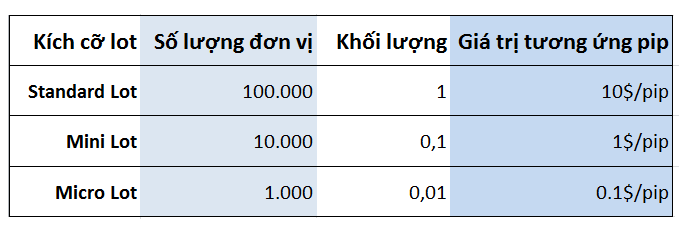 Kích cỡ lot Số lượng đơn vị Khối lượng Giá trị tương ứng pip
Standard Lot 100.000 1 10$/pip
Mini Lot 10.000 0,1 1$/pip
Micro Lot 1.000 0,01 0.1$/pip